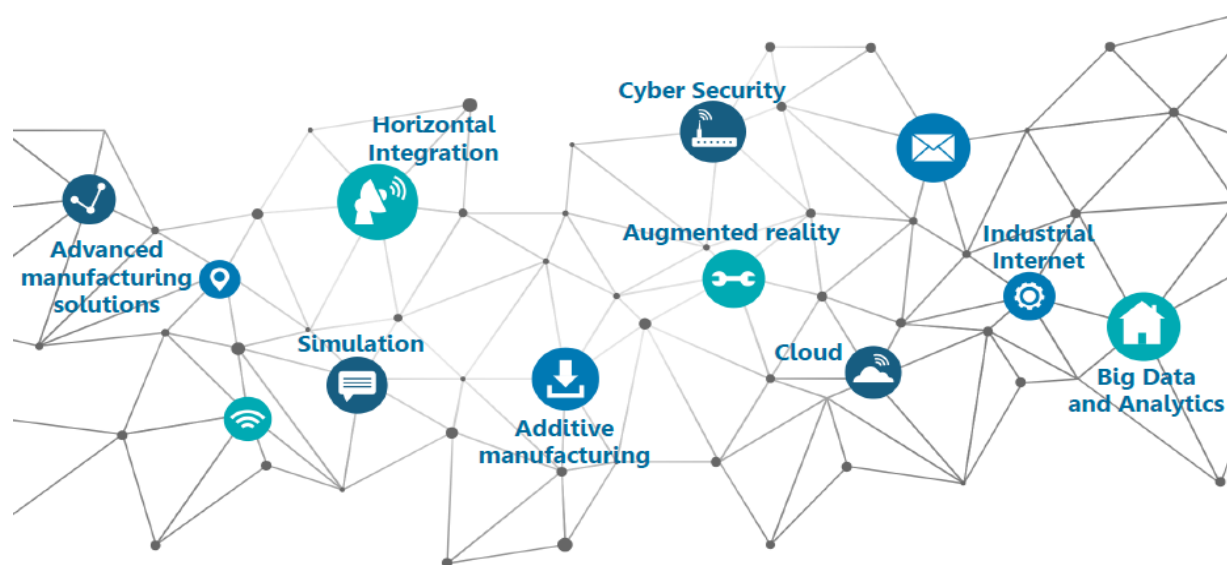 Cyber Security
Horizontal
Integration
Advanced
manufacturing
solutions
Augmented reality
Industrial
Internet
Simulation
Cloud
Big Data
and Analytics
Additive
manufacturing